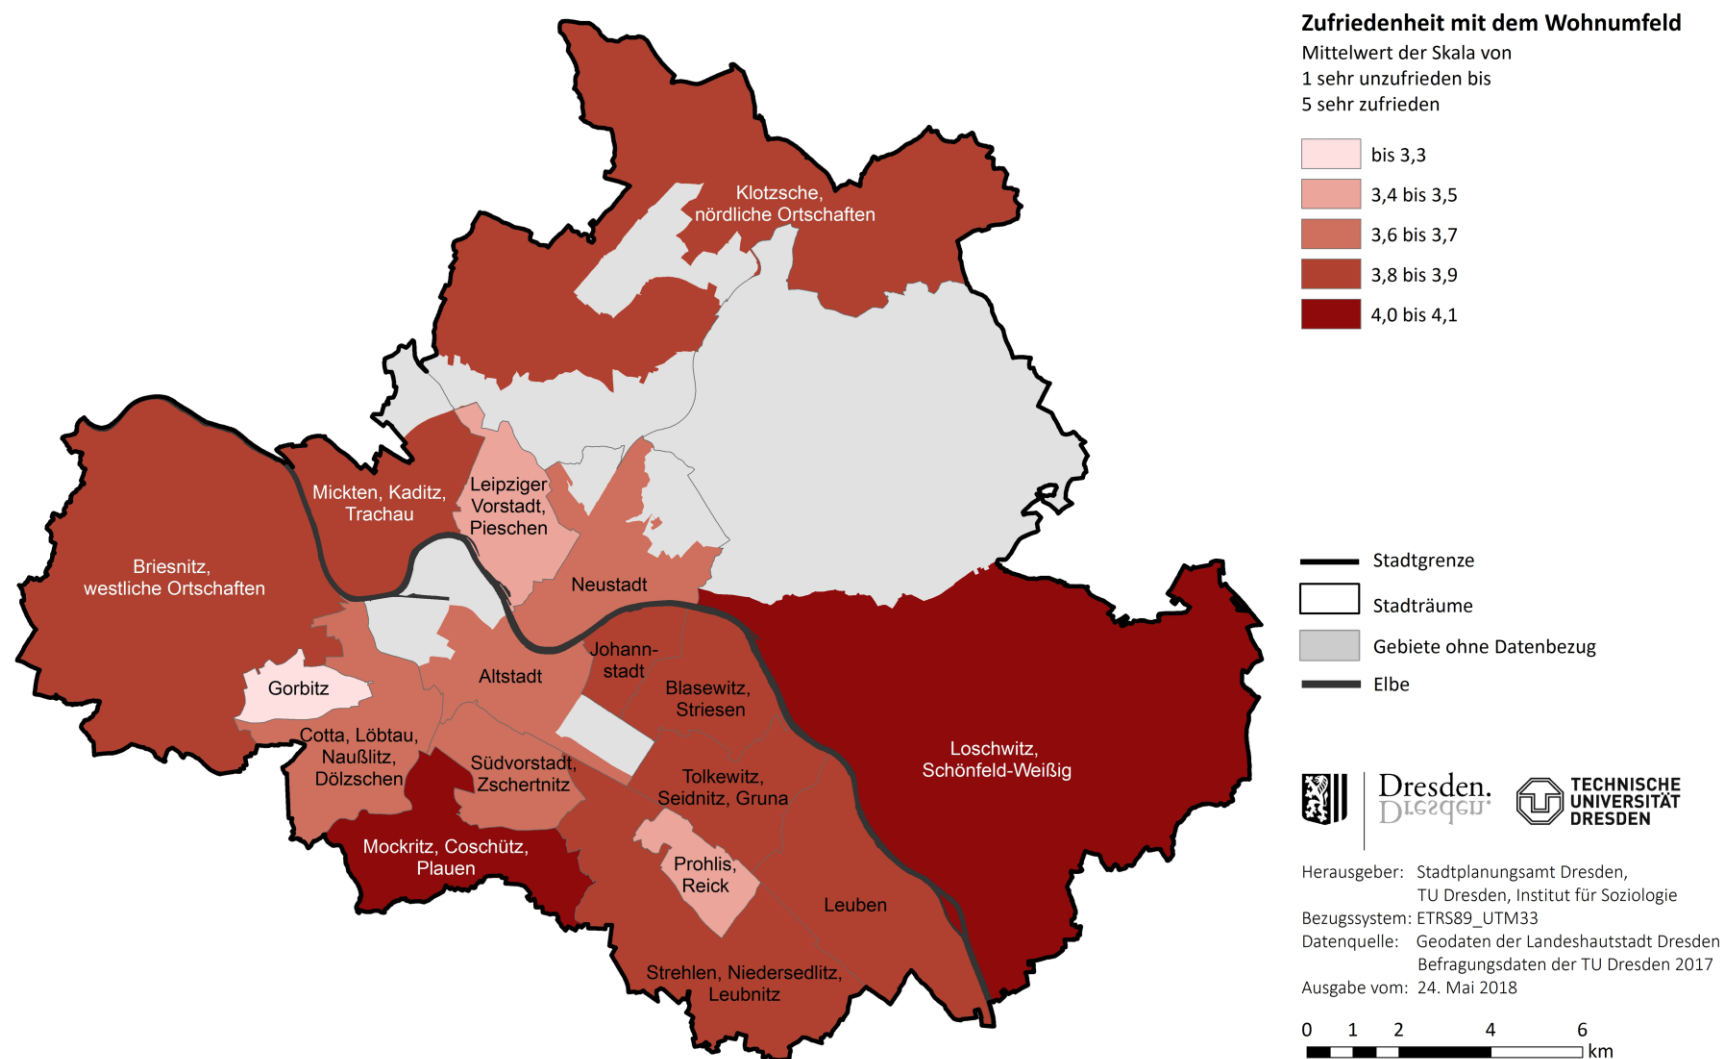 Zufriedenheit mit dem Wohnumfeld
Mittelwert der Skala von
1 sehr unzufrieden bis
5 sehr zufrieden
bis 3,3
3,4 bis 3,5
3,6 bis 3,7
3,8 bis 3,9
4,0 bis 4,1
Klotzsche,
nördliche Ortschaften
Mickten, Kaditz,
Trachau
Leipziger
Vorstadt,
Pieschen
Briesnitz,
westliche Ortschaften
Neustadt
Johann-
stadt
Altstadt
Gorbitz
Blasewitz,
Striesen
Cotta, Löbtau,
Naußlitz,
Dölzschen
Südvorstadt,
Zschertnitz
Tolkewitz,
Seidnitz, Gruna
Loschwitz,
Schönfeld-Weißig
Mockritz, Coschütz,
Plauen
Prohlis,
Reick
Leuben
Strehlen, Niedersedlitz,
Leubnitz
Stadtgrenze
Stadträume
Gebiete ohne Datenbezug
Elbe
Dresden.
Dresden.
TECHNISCHE
UNIVERSITÄT
DRESDEN
Herausgeber: Stadtplanungsamt Dresden,
TU Dresden, Institut für Soziologie
Bezugssystem: ETRS89_UTM33
Datenquelle: Geodaten der Landeshautstadt Dresden
Befragungsdaten der TU Dresden 2017
Ausgabe vom: 24. Mai 2018
0 1 2 4 6
km